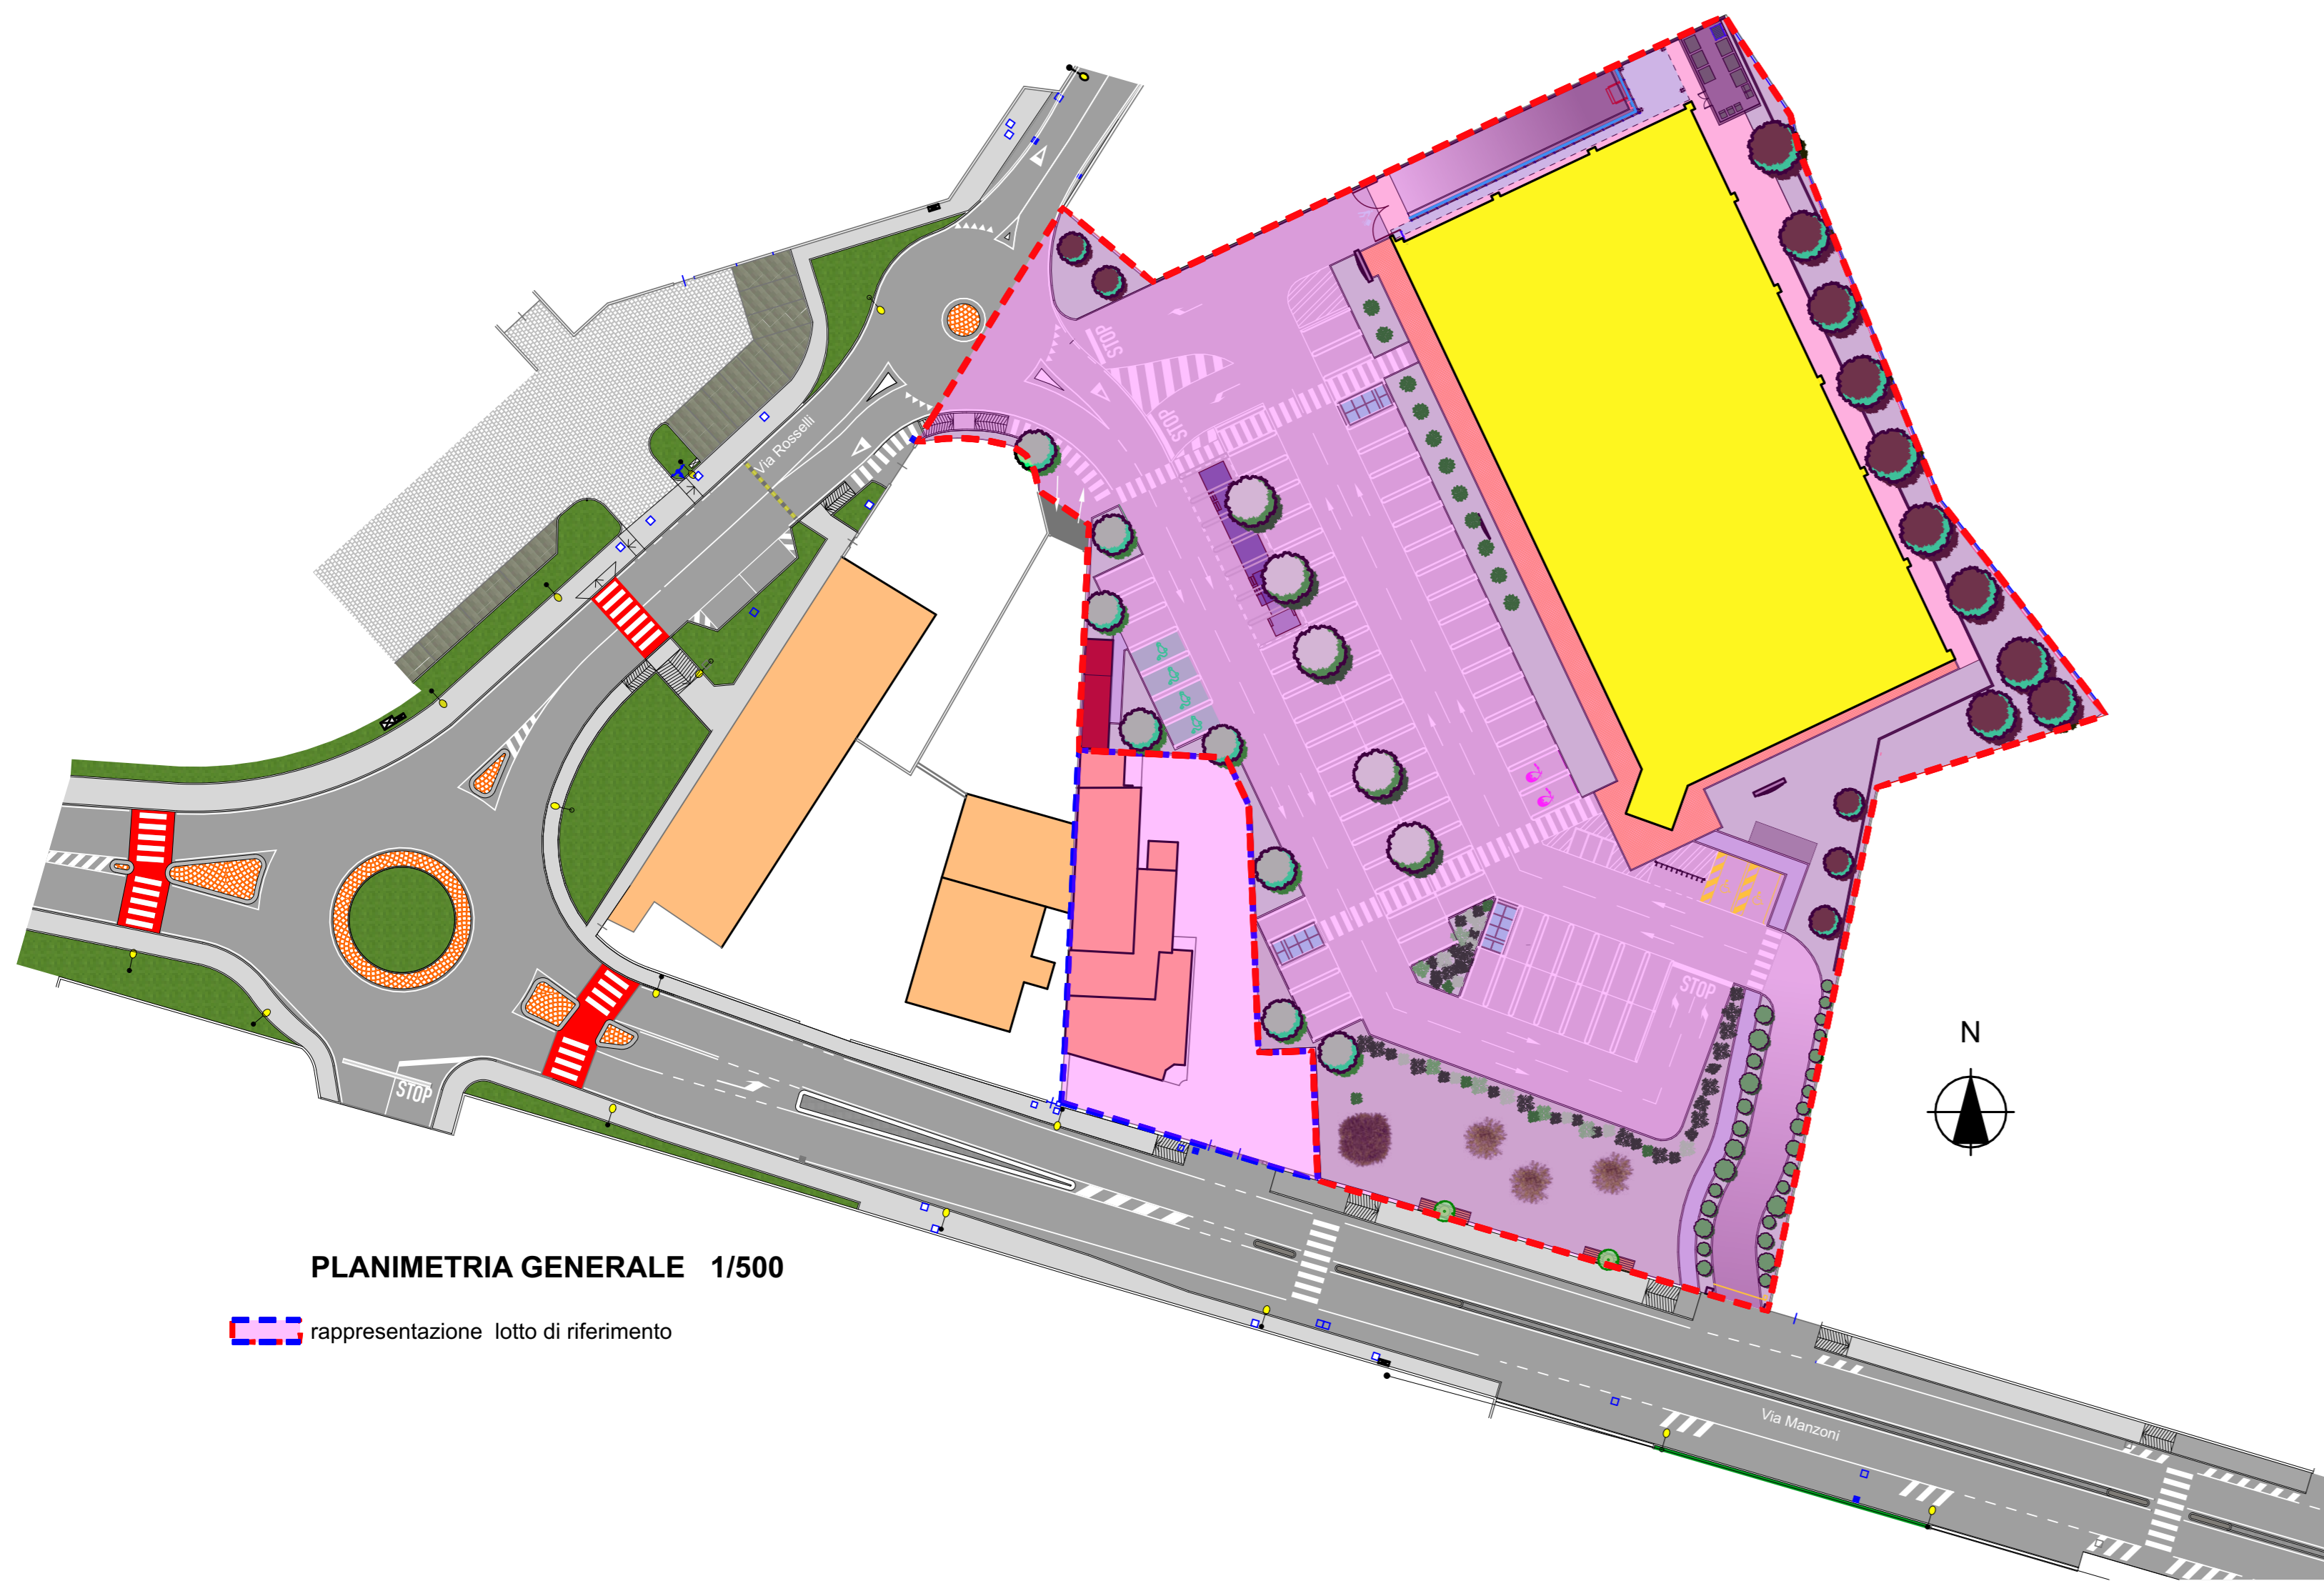 Via Rosselli
STOP
STOP
STOP
STOP
N
PLANIMETRIA GENERALE 1/500
rappresentazione lotto di riferimento
Via Manzoni